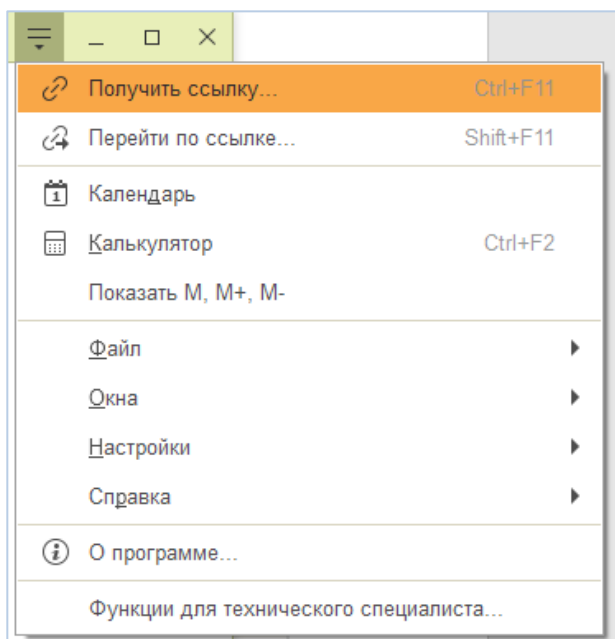 Получить ссылку... Ctrl+F11
Перейти по ссылке... Shift+F11
1 Календарь
Калькулятор Ctrl+F2
Показать M, M+, M-
Файл
Окна
Настройки
Справка
i О программе...
Функции для технического специалиста...